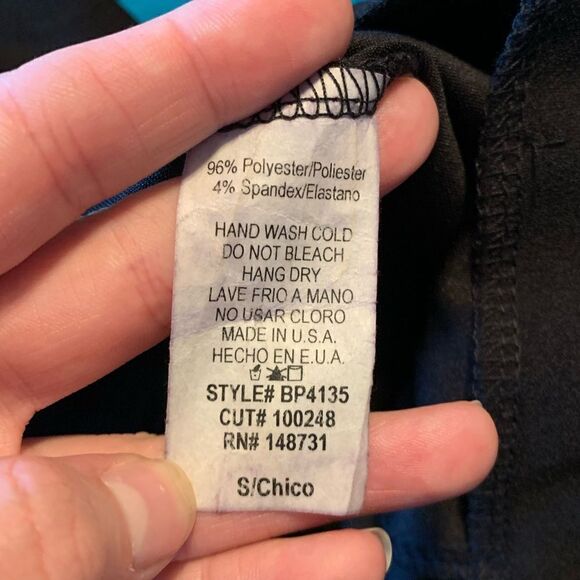 96% Polyester/Poliester
4% Spandex/Elastano
HAND WASH COLD
DO NOT BLEACH
HANG DRY
LAVE FRIO A MANO
NO USAR CLORO
MADE IN U.S.A.
HECHO EN E.U.A.
STYLE# BP4135
CUT# 100248
RN# 148731
S/Chico